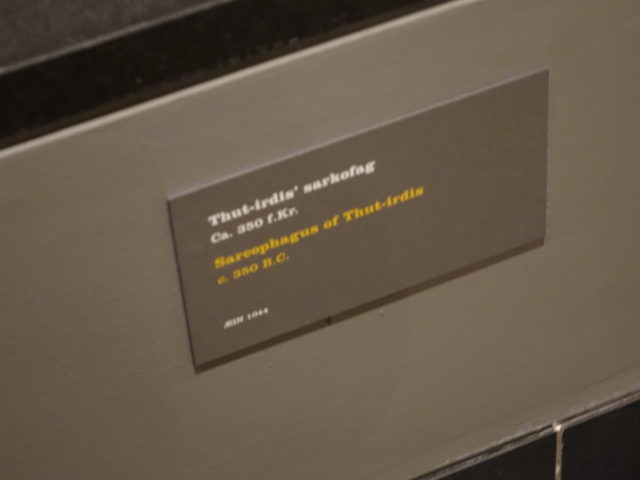 Thut-irdis' sarkofag
Ca. 350 f.Kr.
Sarcophagus of Thut-irdis
c. 350 B.C.
ÆIN 1044